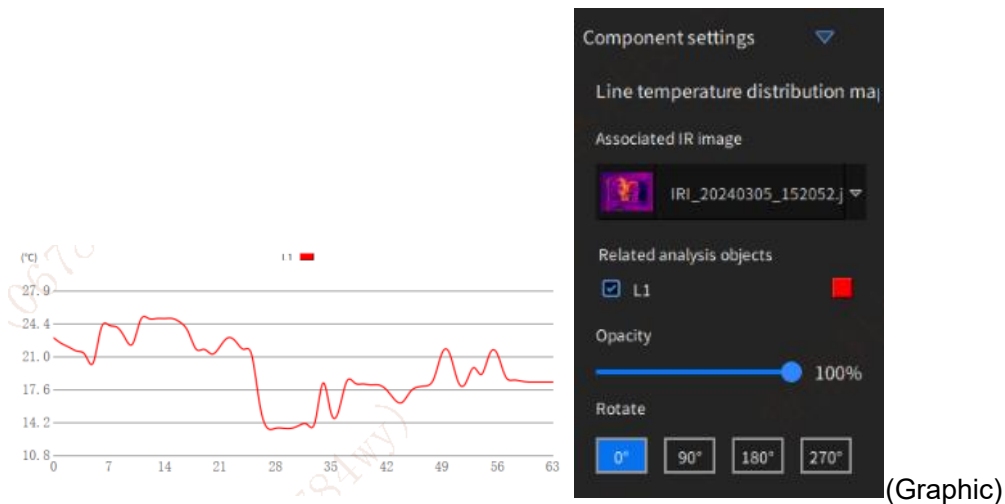 (℃)
L1
27.9
24.4
21.0
17.6
14.2
10.8
0 7 14 21 28 35 42 49 56 63
Component settings
Line temperature distribution ma
Associated IR image
IRI_20240305_152052.j
Related analysis objects
L1
Opacity
100%
Rotate
0° 90° 180° 270°
(Graphic)